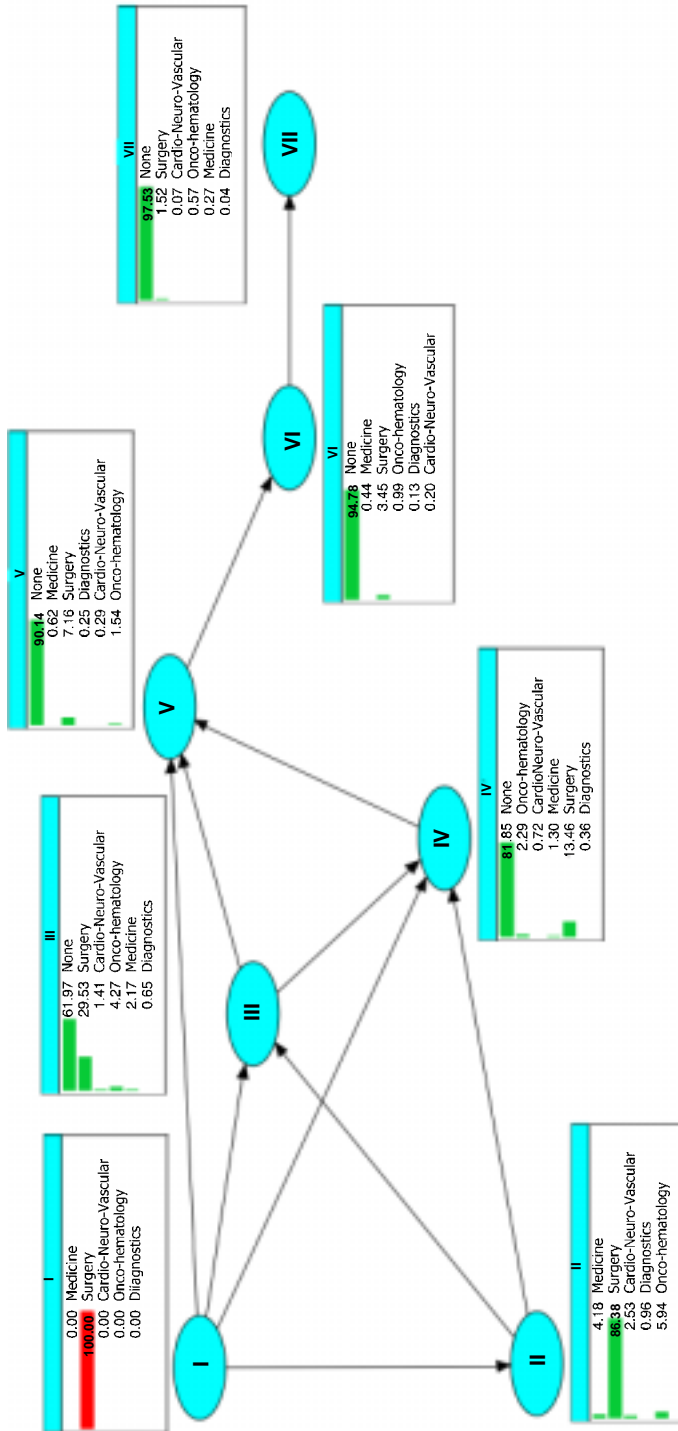 I
0.00 Medicine
100.00 Surgery
0.00 Cardio-Neuro-Vascular
0.00 Onco-hematology
0.00 Diiagnostics
III
61.97 None
29.53 Surgery
1.41 Cardio-Neuro-Vascular
4.27 Onco-hematology
2.17 Medicine
0.65 Diagnostics
V
90.14 None
0.62 Medicine
7.16 Surgery
0.25 Diagnostics
0.29 Cardio-Neuro-Vascular
1.54 Onco-hematology
VII
97.53 None
1.52 Surgery
0.07 Cardio-Neuro-Vascular
0.57 Onco-hematology
0.27 Medicine
0.04 Diagnostics
I
III
V
VII
VI
IV
II
VI
94.78 None
0.44 Medicine
3.45 Surgery
0.99 Onco-hematology
0.13 Diagnostics
0.20 Cardio-Neuro-Vascular
IV
81.85 None
2.29 Onco-hematology
0.72 CardioNeuro-Vascular
1.30 Medicine
13.46 Surgery
0.36 Diagnostics
II
4.18 Medicine
86.38 Surgery
2.53 Cardio-Neuro-Vascular
0.96 Diagnostics
5.94 Onco-hematology